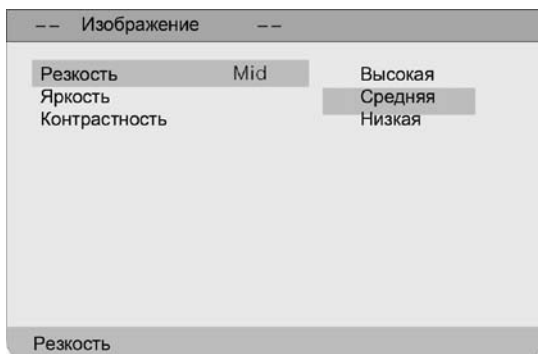 -- Изображение --
Резкость Mid Высокая
Яркость Средняя
Контрастность Низкая
Резкость